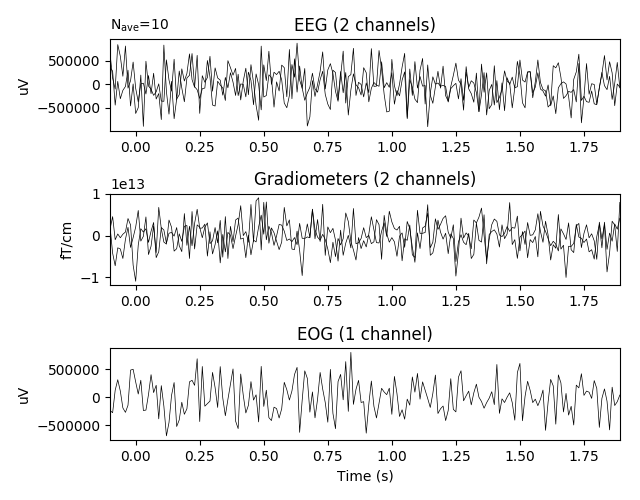 N_ave=10
EEG (2 channels)
uV
500000
0
−500000
0.00 0.25 0.50 0.75 1.00 1.25 1.50 1.75
1e13
Gradiometers (2 channels)
fT/cm
1
0
−1
0.00 0.25 0.50 0.75 1.00 1.25 1.50 1.75
EOG (1 channel)
uV
500000
0
−500000
0.00 0.25 0.50 0.75 1.00 1.25 1.50 1.75
Time (s)